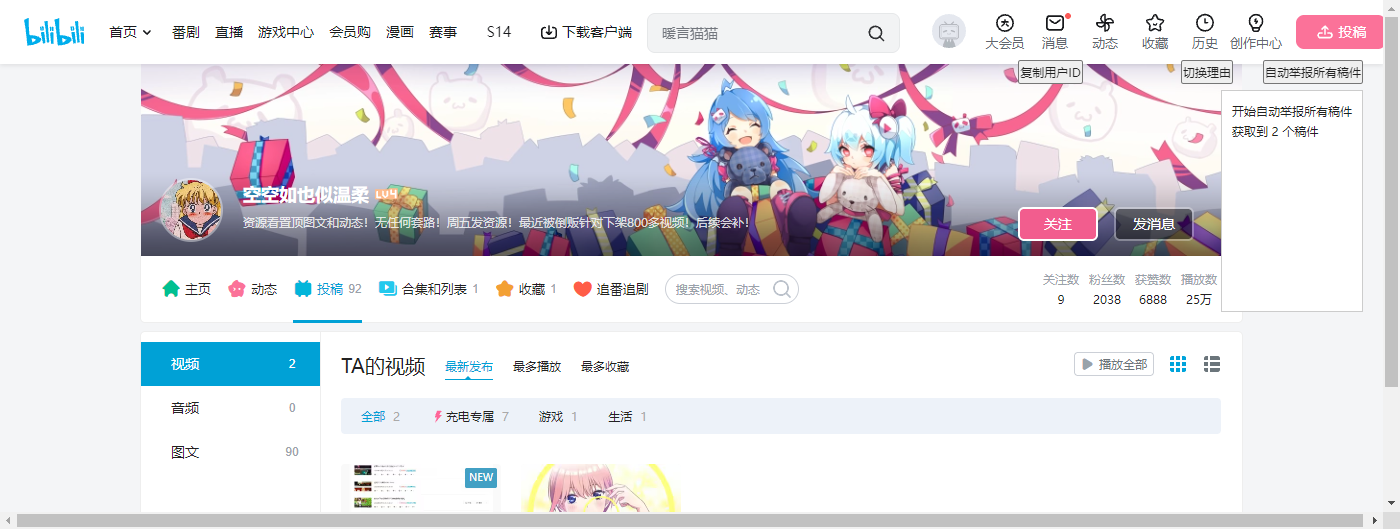 bilibili 首页 番剧 直播 游戏中心 会员购 漫画 赛事 S14 下载客户端 暖言猫猫 大会员 消息 动态 收藏 历史 创作中心 投稿
复制用户ID 切换理由 自动举报所有稿件
开始自动举报所有稿件
获取到 2 个稿件
空空如也似温柔 LV4
资源看置顶图文和动态！无任何套路！周五发资源！最近被倒贩针对下架800多视频！后续会补！
关注 发消息
主页 动态 投稿 92 合集和列表 1 收藏 1 追番追剧 搜索视频、动态
关注数 粉丝数 获赞数 播放数
9 2038 6888 25万
视频 2
音频 0
图文 90
TA的视频 最新发布 最多播放 最多收藏 播放全部
全部 2 充电专属 7 游戏 1 生活 1
NEW